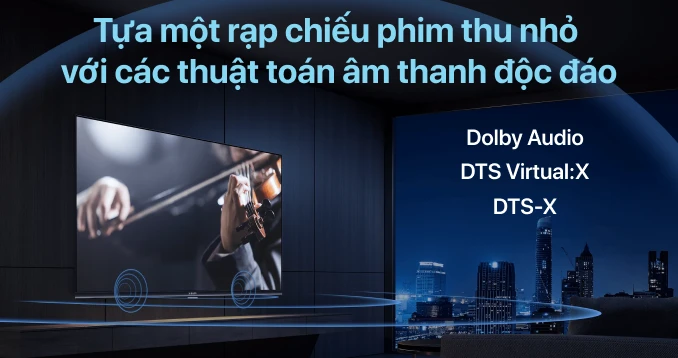 Tựa một rạp chiếu phim thu nhỏ
với các thuật toán âm thanh độc đáo
Dolby Audio
DTS Virtual:X
DTS-X